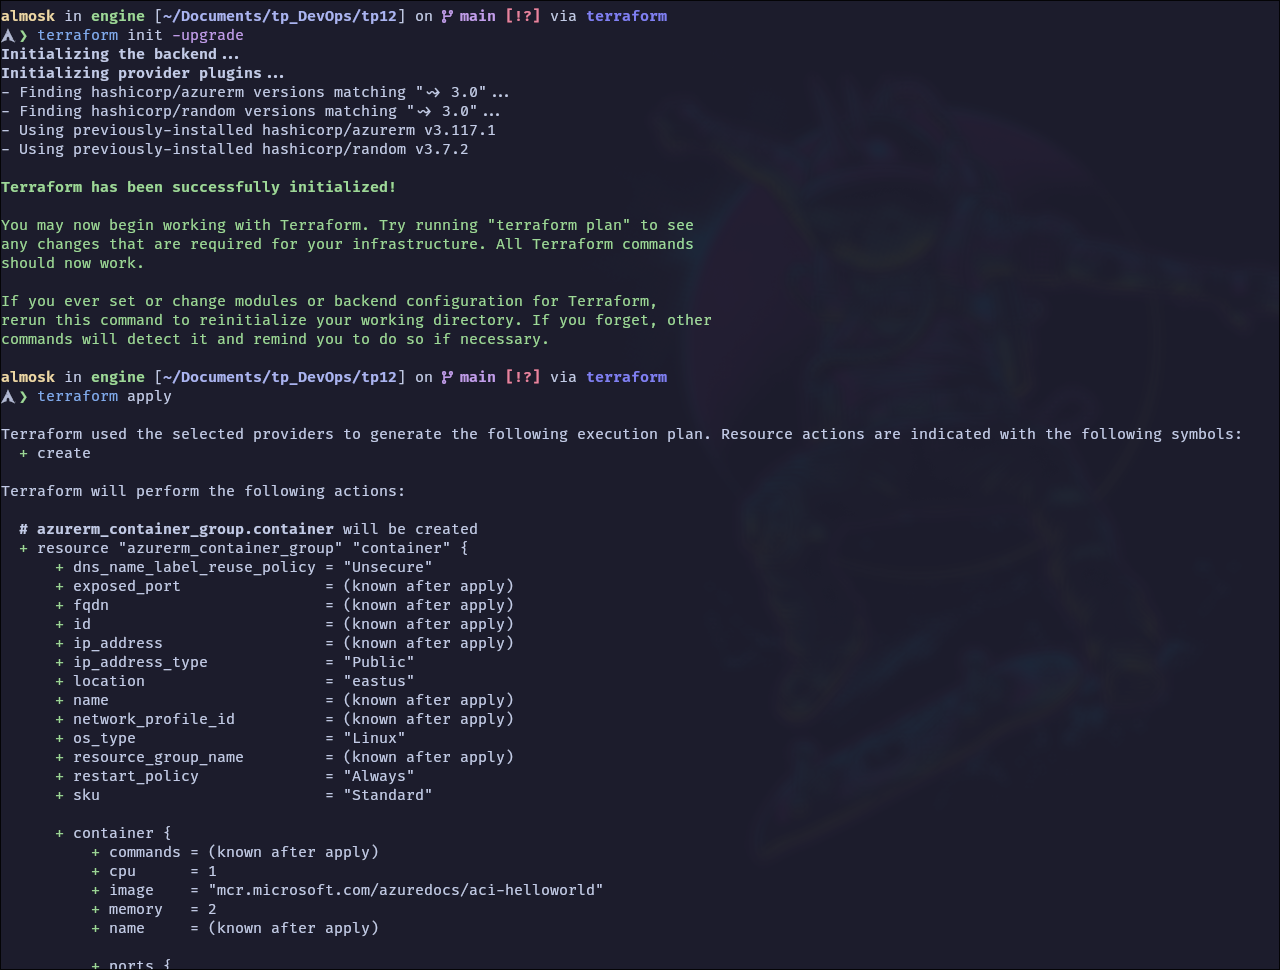 almosk in engine [~/Documents/tp_DevOps/tp12] on main [!?] via terraform
❯ terraform init -upgrade
Initializing the backend...
Initializing provider plugins...
- Finding hashicorp/azurerm versions matching "~> 3.0"...
- Finding hashicorp/random versions matching "~> 3.0"...
- Using previously-installed hashicorp/azurerm v3.117.1
- Using previously-installed hashicorp/random v3.7.2
Terraform has been successfully initialized!
You may now begin working with Terraform. Try running "terraform plan" to see
any changes that are required for your infrastructure. All Terraform commands
should now work.
If you ever set or change modules or backend configuration for Terraform,
rerun this command to reinitialize your working directory. If you forget, other
commands will detect it and remind you to do so if necessary.
almosk in engine [~/Documents/tp_DevOps/tp12] on main [!?] via terraform
❯ terraform apply
Terraform used the selected providers to generate the following execution plan. Resource actions are indicated with the following symbols:
+ create
Terraform will perform the following actions:
# azurerm_container_group.container will be created
+ resource "azurerm_container_group" "container" {
+ dns_name_label_reuse_policy = "Unsecure"
+ exposed_port = (known after apply)
+ fqdn = (known after apply)
+ id = (known after apply)
+ ip_address = (known after apply)
+ ip_address_type = "Public"
+ location = "eastus"
+ name = (known after apply)
+ network_profile_id = (known after apply)
+ os_type = "Linux"
+ resource_group_name = (known after apply)
+ restart_policy = "Always"
+ sku = "Standard"
+ container {
+ commands = (known after apply)
+ cpu = 1
+ image = "mcr.microsoft.com/azuredocs/aci-helloworld"
+ memory = 2
+ name = (known after apply)
+ ports {